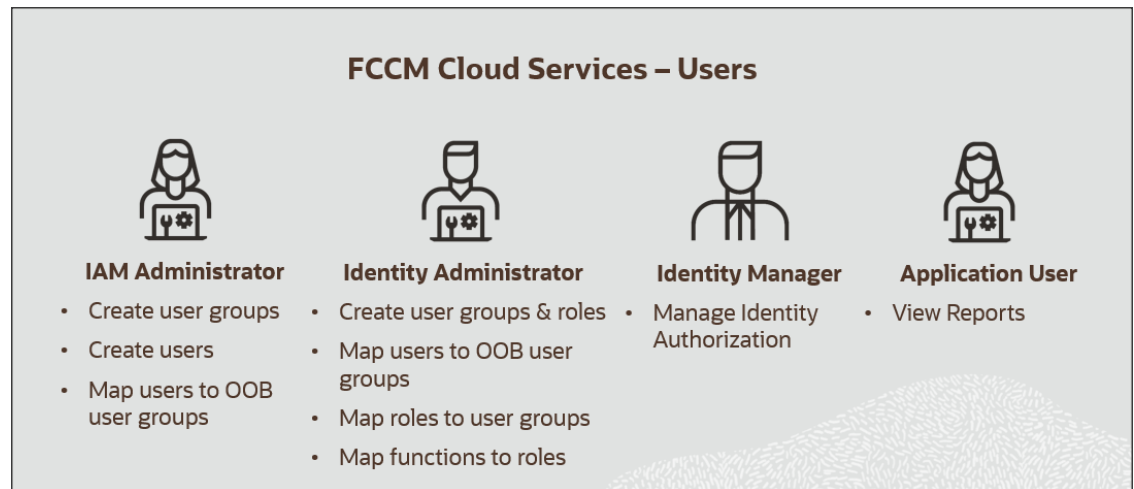 FCCM Cloud Services – Users
IAM Administrator
• Create user groups
• Create users
• Map users to OOB
user groups
Identity Administrator
• Create user groups & roles
• Map users to OOB user
groups
• Map roles to user groups
• Map functions to roles
Identity Manager
• Manage Identity
Authorization
Application User
• View Reports